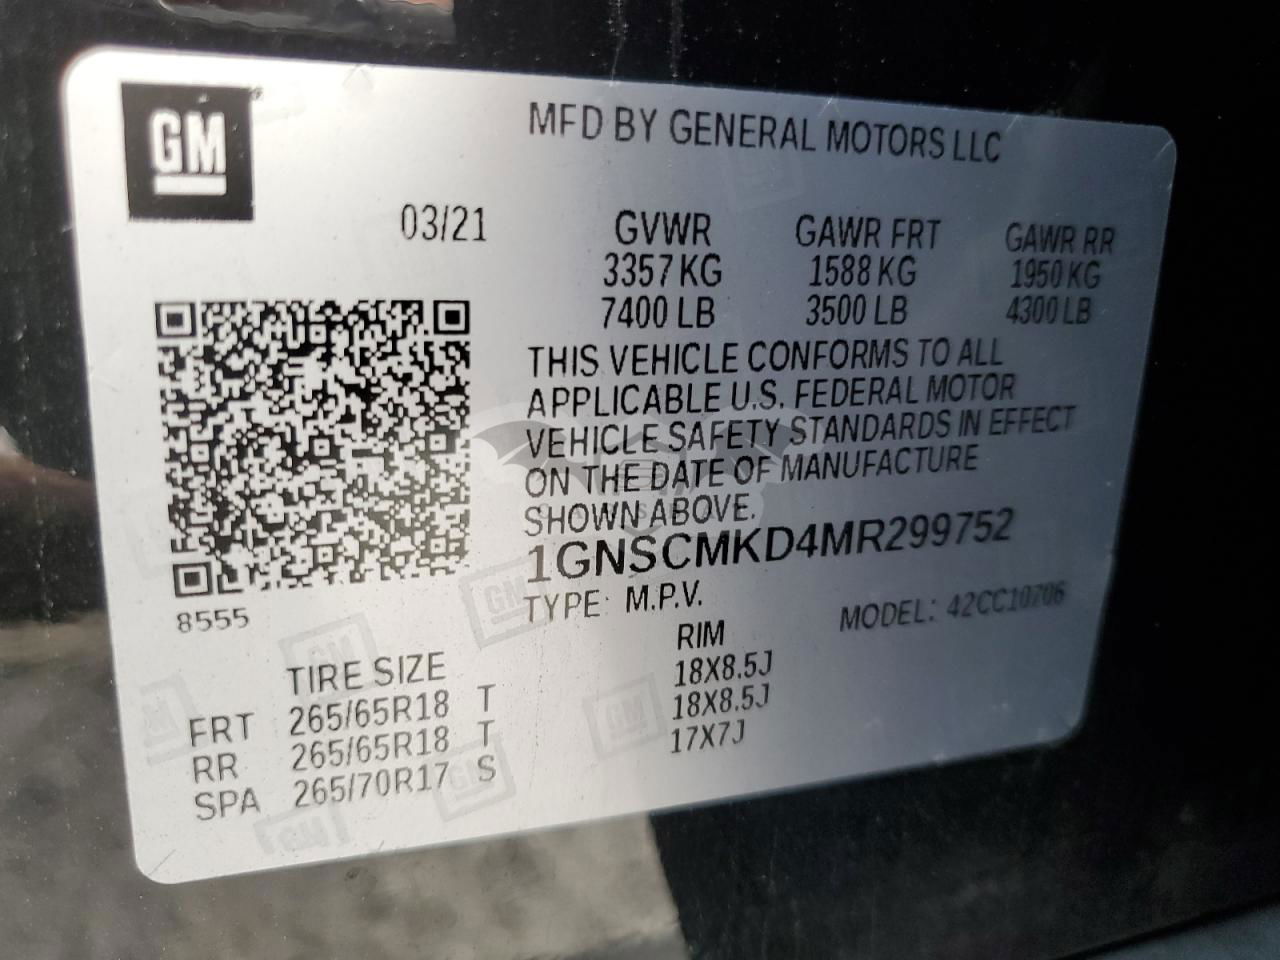 GM
MFD BY GENERAL MOTORS LLC
03/21
GVWR GAWR FRT GAWR RR
3357 KG 1588 KG 1950 KG
7400 LB 3500 LB 4300 LB
THIS VEHICLE CONFORMS TO ALL
APPLICABLE U.S. FEDERAL MOTOR
VEHICLE SAFETY STANDARDS IN EFFECT
ON THE DATE OF MANUFACTURE
SHOWN ABOVE.
1GNSCMKD4MR299752
8555
TYPE: M.P.V. MODEL: 42CC10706
TIRE SIZE RIM
FRT 265/65R18 T 18X8.5J
RR 265/65R18 T 18X8.5J
SPA 265/70R17 S 17X7J